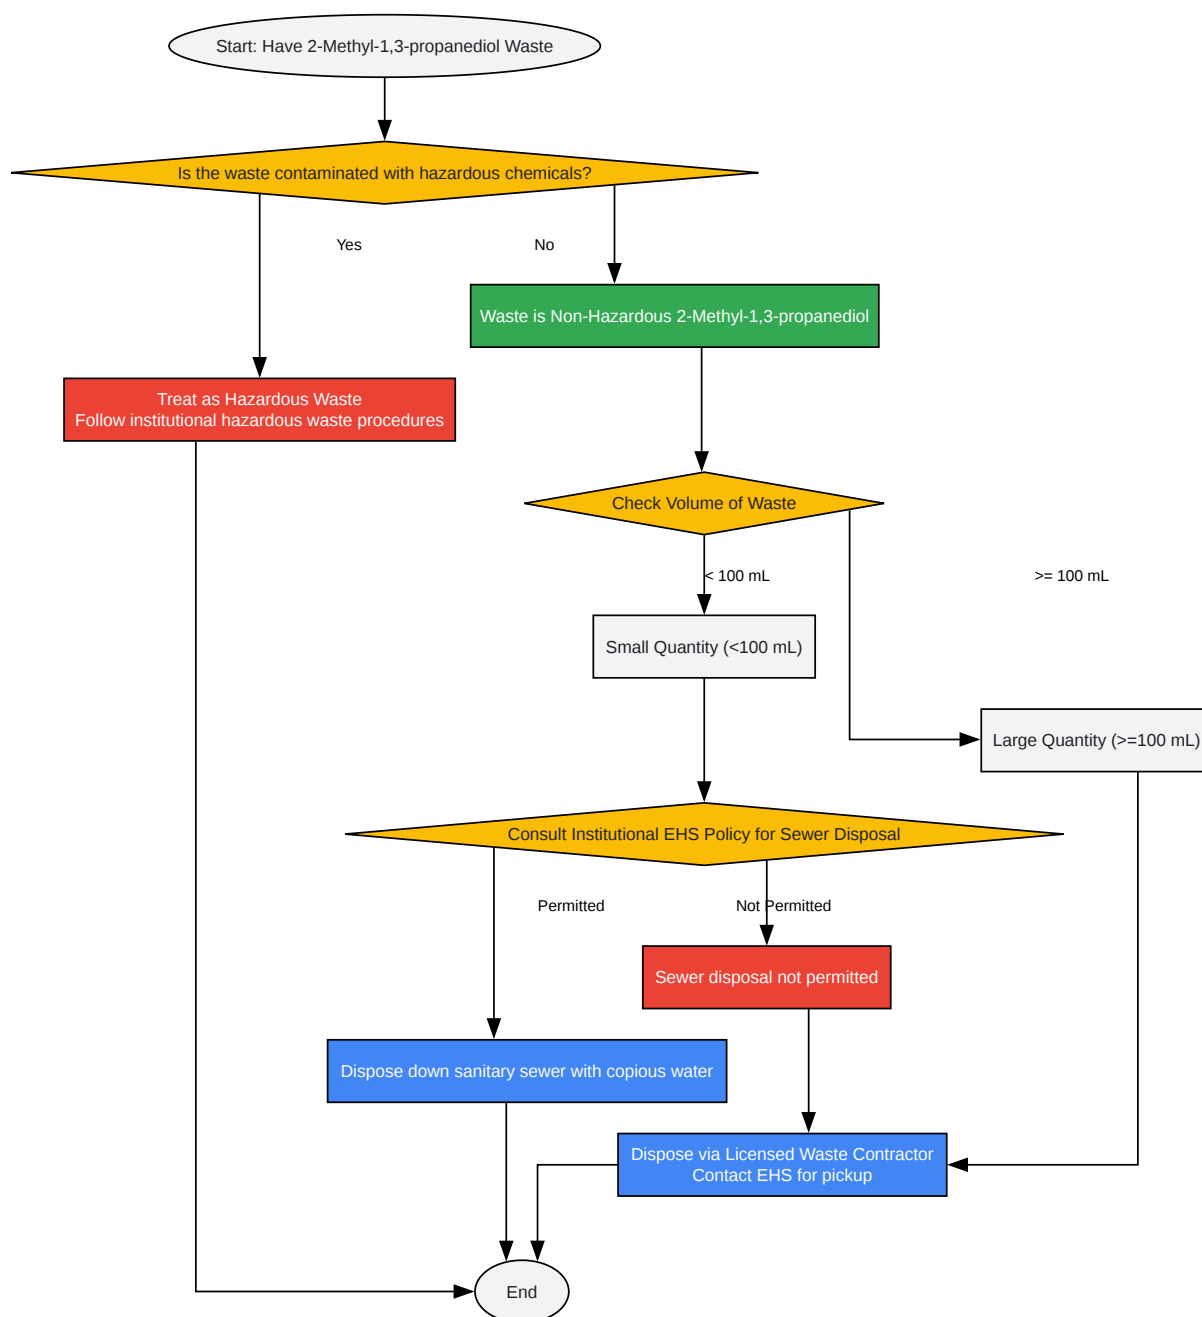 Start: Have 2-Methyl-1,3-propanediol Waste
Is the waste contaminated with hazardous chemicals?
Yes
No
Waste is Non-Hazardous 2-Methyl-1,3-propanediol
Treat as Hazardous Waste
Follow institutional hazardous waste procedures
Check Volume of Waste
< 100 mL
>= 100 mL
Small Quantity (<100 mL)
Large Quantity (>=100 mL)
Consult Institutional EHS Policy for Sewer Disposal
Permitted
Not Permitted
Sewer disposal not permitted
Dispose down sanitary sewer with copious water
Dispose via Licensed Waste Contractor
Contact EHS for pickup
End